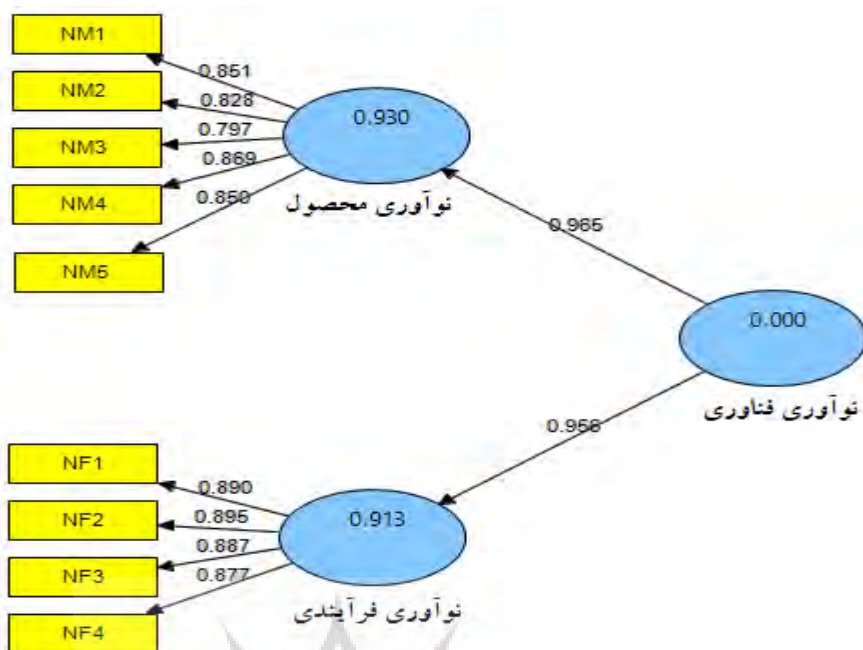 NM1
NM2
NM3
NM4
NM5
0.851
0.828
0.797
0.869
0.850
0.930
نوآوری محصول
0.965
0.000
نوآوری فناوری
0.956
NF1
NF2
NF3
NF4
0.890
0.895
0.887
0.877
0.913
نوآوری فرآیندی